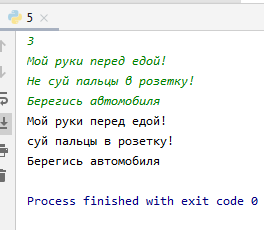 5
3
Мой руки перед едой!
Не суй пальцы в розетку!
Берегись автомобиля
Мой руки перед едой!
суй пальцы в розетку!
Берегись автомобиля
Process finished with exit code 0